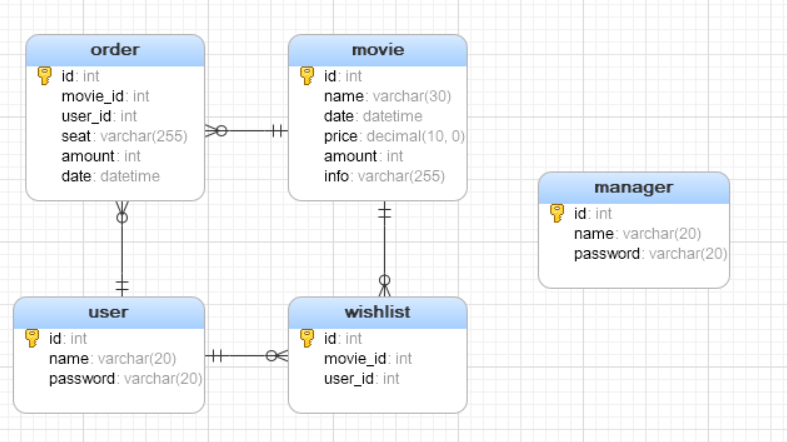 order
id: int
movie_id: int
user_id: int
seat: varchar(255)
amount: int
date: datetime
movie
id: int
name: varchar(30)
date: datetime
price: decimal(10, 0)
amount: int
info: varchar(255)
manager
id: int
name: varchar(20)
password: varchar(20)
user
id: int
name: varchar(20)
password: varchar(20)
wishlist
id: int
movie_id: int
user_id: int